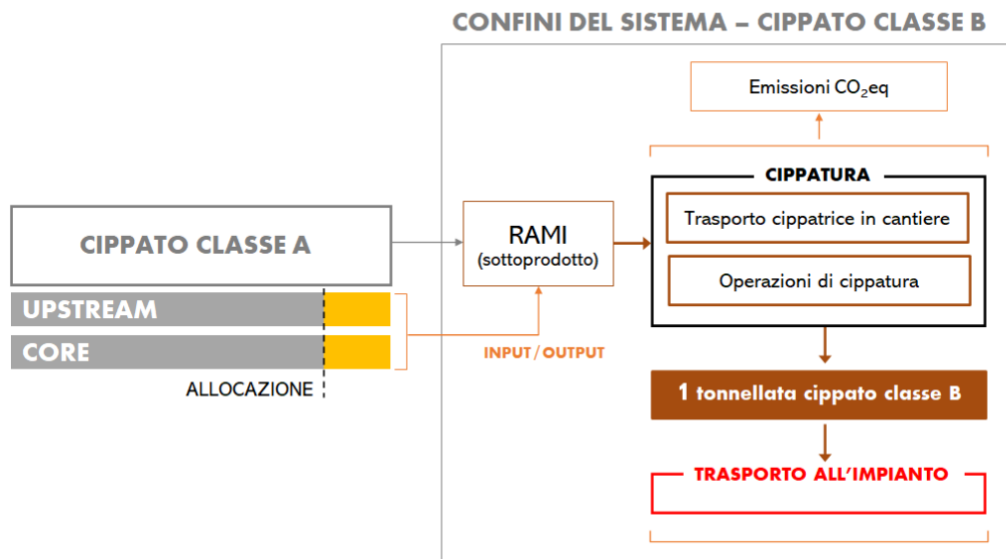 CONFINI DEL SISTEMA – CIPPATO CLASSE B
Emissioni CO₂eq
CIPPATURA
Trasporto cippatrice in cantiere
Operazioni di cippatura
CIPPATO CLASSE A
RAMI
(sottoprodotto)
UPSTREAM
CORE
INPUT / OUTPUT
ALLOCAZIONE
1 tonnellata cippato classe B
TRASPORTO ALL'IMPIANTO